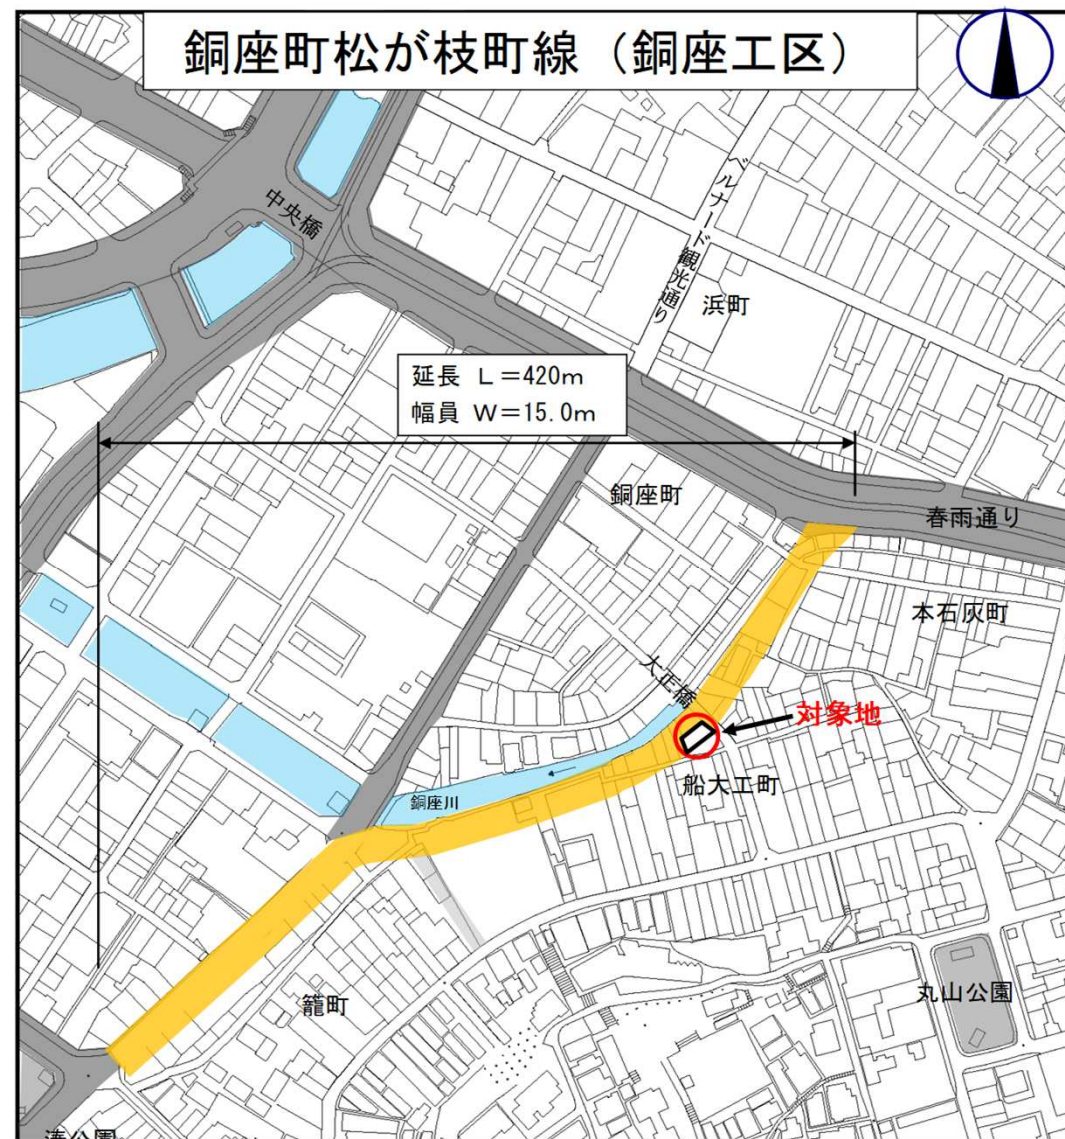 銅座町松が枝町線（銅座工区）
中央橋
ベルナード観光通り
浜町
延長 L=420m
幅員 W=15.0m
銅座町
春雨通り
本石灰町
大正橋
対象地
船大工町
銅座川
籠町
丸山公園
湊公園